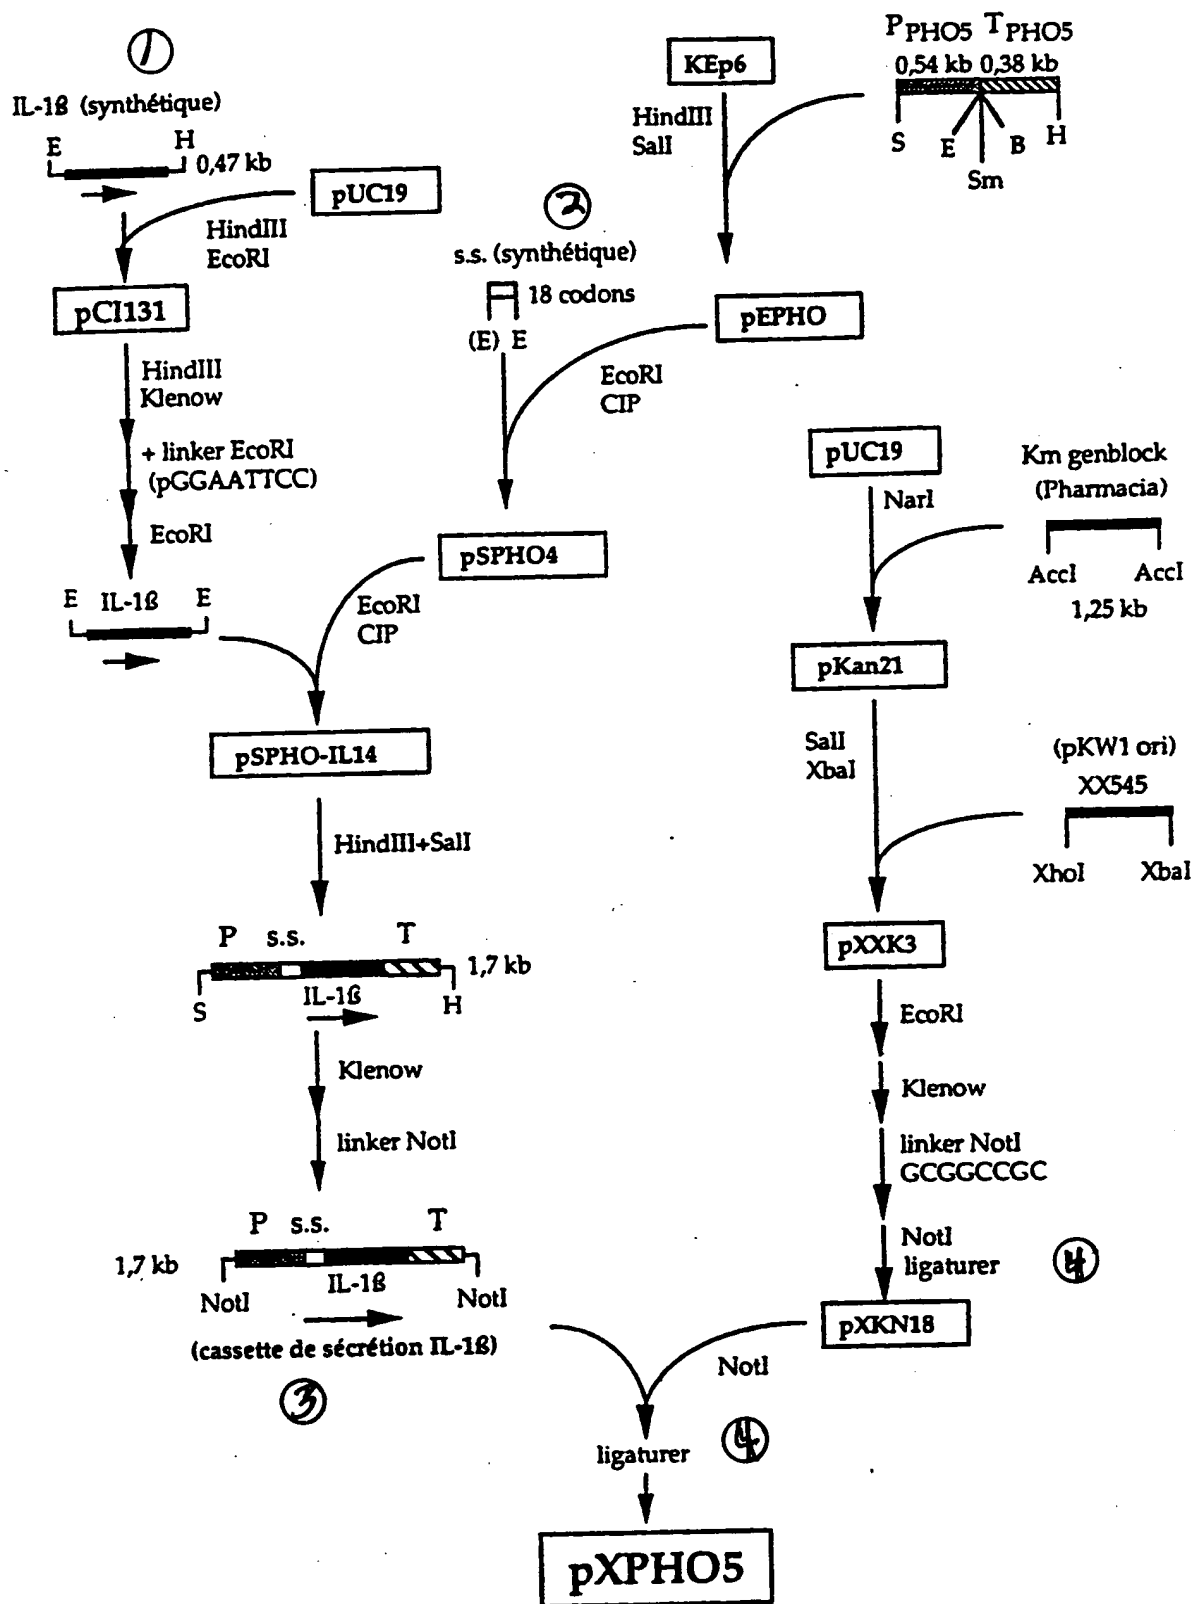 1
IL-1ß (synthétique)
E H
0,47 kb
pUC19
HindIII
EcoRI
pCI131
HindIII
Klenow
+ linker EcoRI
(pGGAATTCC)
EcoRI
E IL-1ß E
KEp6
HindIII
SalI
PPHO5 TPHO5
0,54 kb 0,38 kb
S E Sm B H
2
s.s. (synthétique)
18 codons
(E) E
pEPHO
EcoRI
CIP
pSPHO4
EcoRI
CIP
pSPHO-IL14
HindIII+SalI
P s.s. T
1,7 kb
S IL-1ß H
Klenow
linker NotI
P s.s. T
1,7 kb
NotI IL-1ß NotI
(cassette de sécrétion IL-1ß)
3
pUC19
NarI
Km genblock
(Pharmacia)
AccI AccI
1,25 kb
pKan21
SalI
XbaI
(pKW1 ori)
XX545
XhoI XbaI
pXXK3
EcoRI
Klenow
linker NotI
GCGGCCGC
NotI
ligaturer
4
pXKN18
NotI
ligaturer
4
pXPHO5